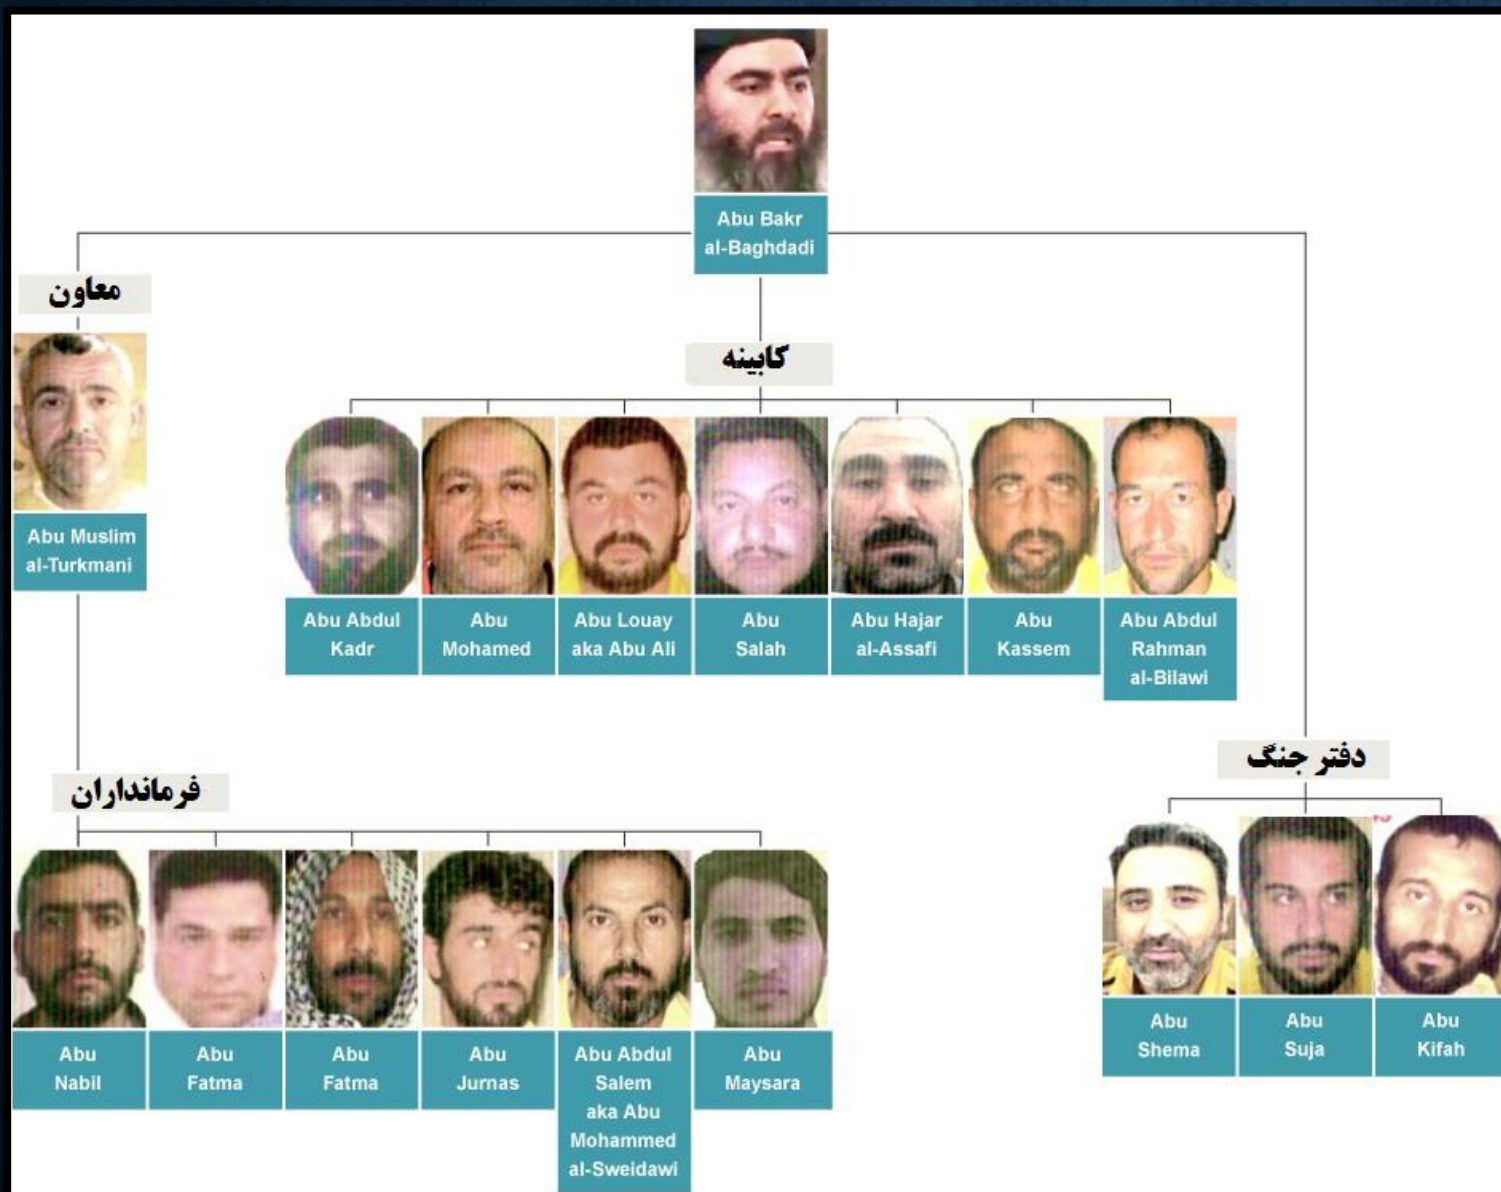 Abu Bakr
al-Baghdadi
معاون
Abu Muslim
al-Turkmani
کابینه
Abu Abdul
Kadr
Abu
Mohamed
Abu Louay
aka Abu Ali
Abu
Salah
Abu Hajar
al-Assafi
Abu
Kassem
Abu Abdul
Rahman
al-Bilawi
فرمانداران
Abu
Nabil
Abu
Fatma
Abu
Fatma
Abu
Jurnas
Abu Abdul
Salem
aka Abu
Mohammed
al-Sweidawi
Abu
Maysara
دفتر جنگ
Abu
Shema
Abu
Suja
Abu
Kifah